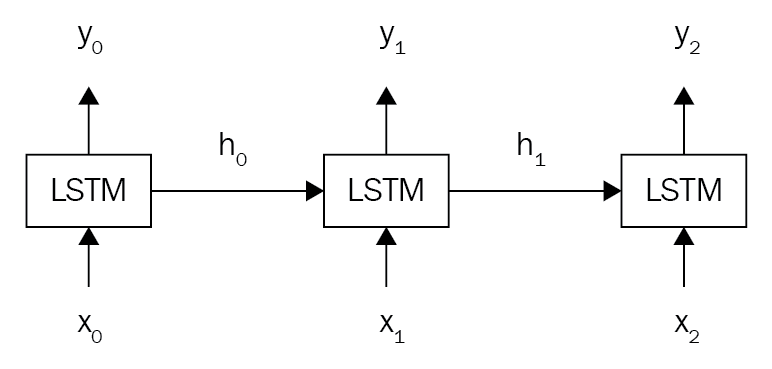 y₀ y₁ y₂
h₀ h₁
LSTM LSTM LSTM
x₀ x₁ x₂